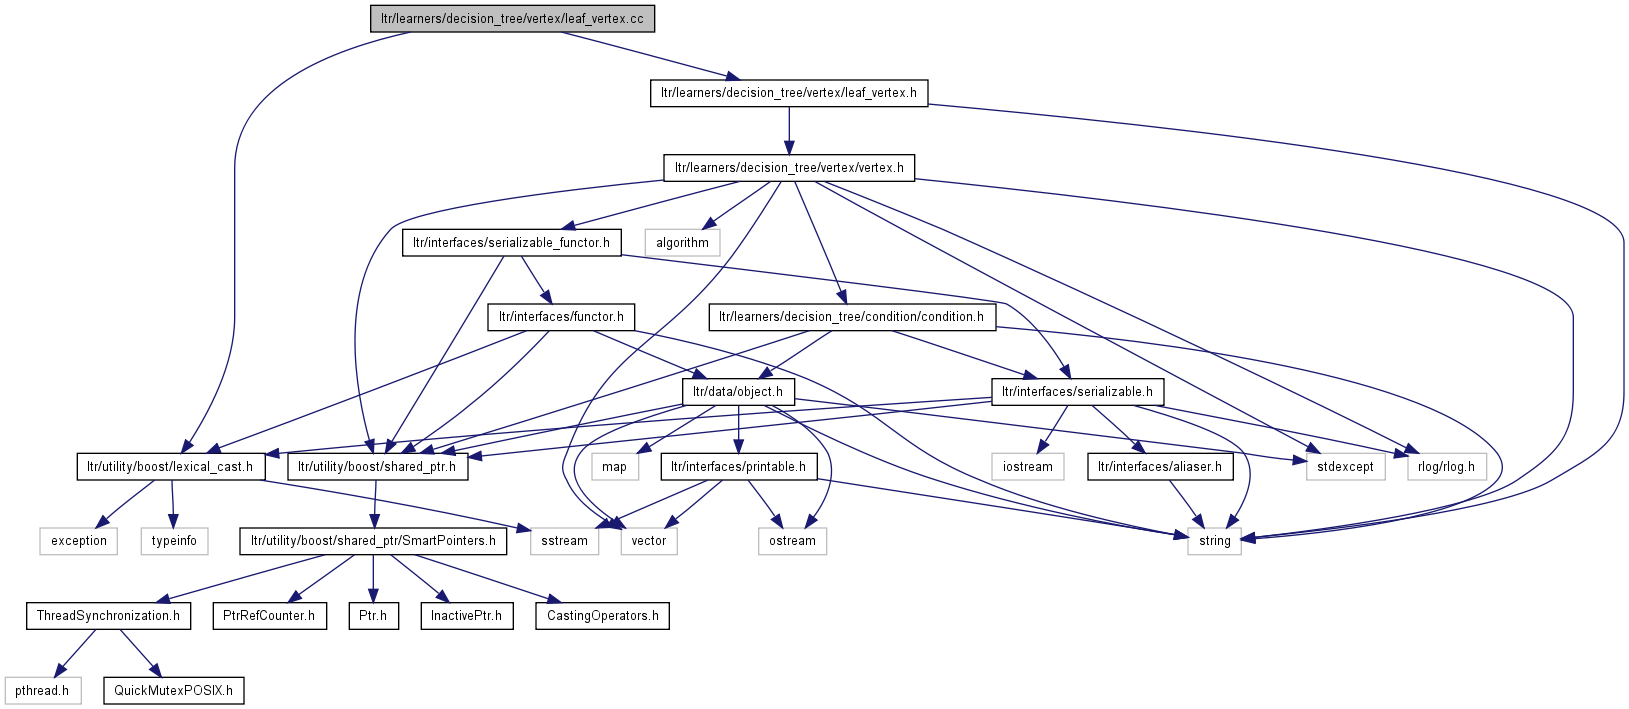 ltr/learners/decision_tree/vertex/leaf_vertex.cc
ltr/learners/decision_tree/vertex/leaf_vertex.h
ltr/learners/decision_tree/vertex/vertex.h
ltr/interfaces/serializable_functor.h
algorithm
ltr/interfaces/functor.h
ltr/learners/decision_tree/condition/condition.h
ltr/data/object.h
ltr/interfaces/serializable.h
ltr/utility/boost/lexical_cast.h
ltr/utility/boost/shared_ptr.h
map
ltr/interfaces/printable.h
iostream
ltr/interfaces/aliaser.h
stdexcept
rlog/rlog.h
exception
typeinfo
ltr/utility/boost/shared_ptr/SmartPointers.h
sstream
vector
ostream
string
ThreadSynchronization.h
PtrRefCounter.h
Ptr.h
InactivePtr.h
CastingOperators.h
pthread.h
QuickMutexPOSIX.h